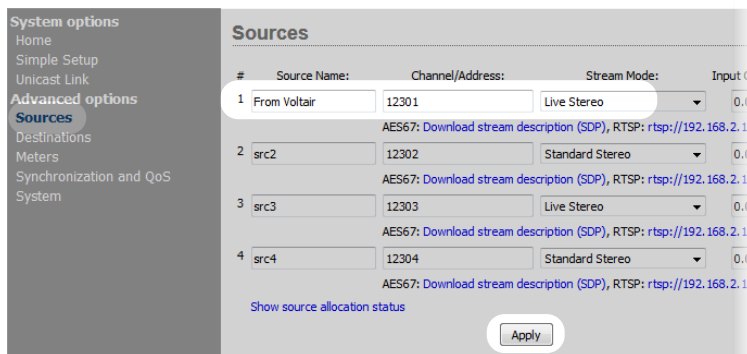 System options
Home
Simple Setup
Unicast Link
Advanced options
Sources
Destinations
Meters
Synchronization and QoS
System
Sources
# Source Name: Channel/Address: Stream Mode: Input
1 From Voltair 12301 Live Stereo 0.
AES67: Download stream description (SDP), RTSP: rtsp://192.168.2.1
2 src2 12302 Standard Stereo 0.
AES67: Download stream description (SDP), RTSP: rtsp://192.168.2.1
3 src3 12303 Live Stereo 0.
AES67: Download stream description (SDP), RTSP: rtsp://192.168.2.1
4 src4 12304 Standard Stereo 0.
AES67: Download stream description (SDP), RTSP: rtsp://192.168.2.1
Show source allocation status
Apply